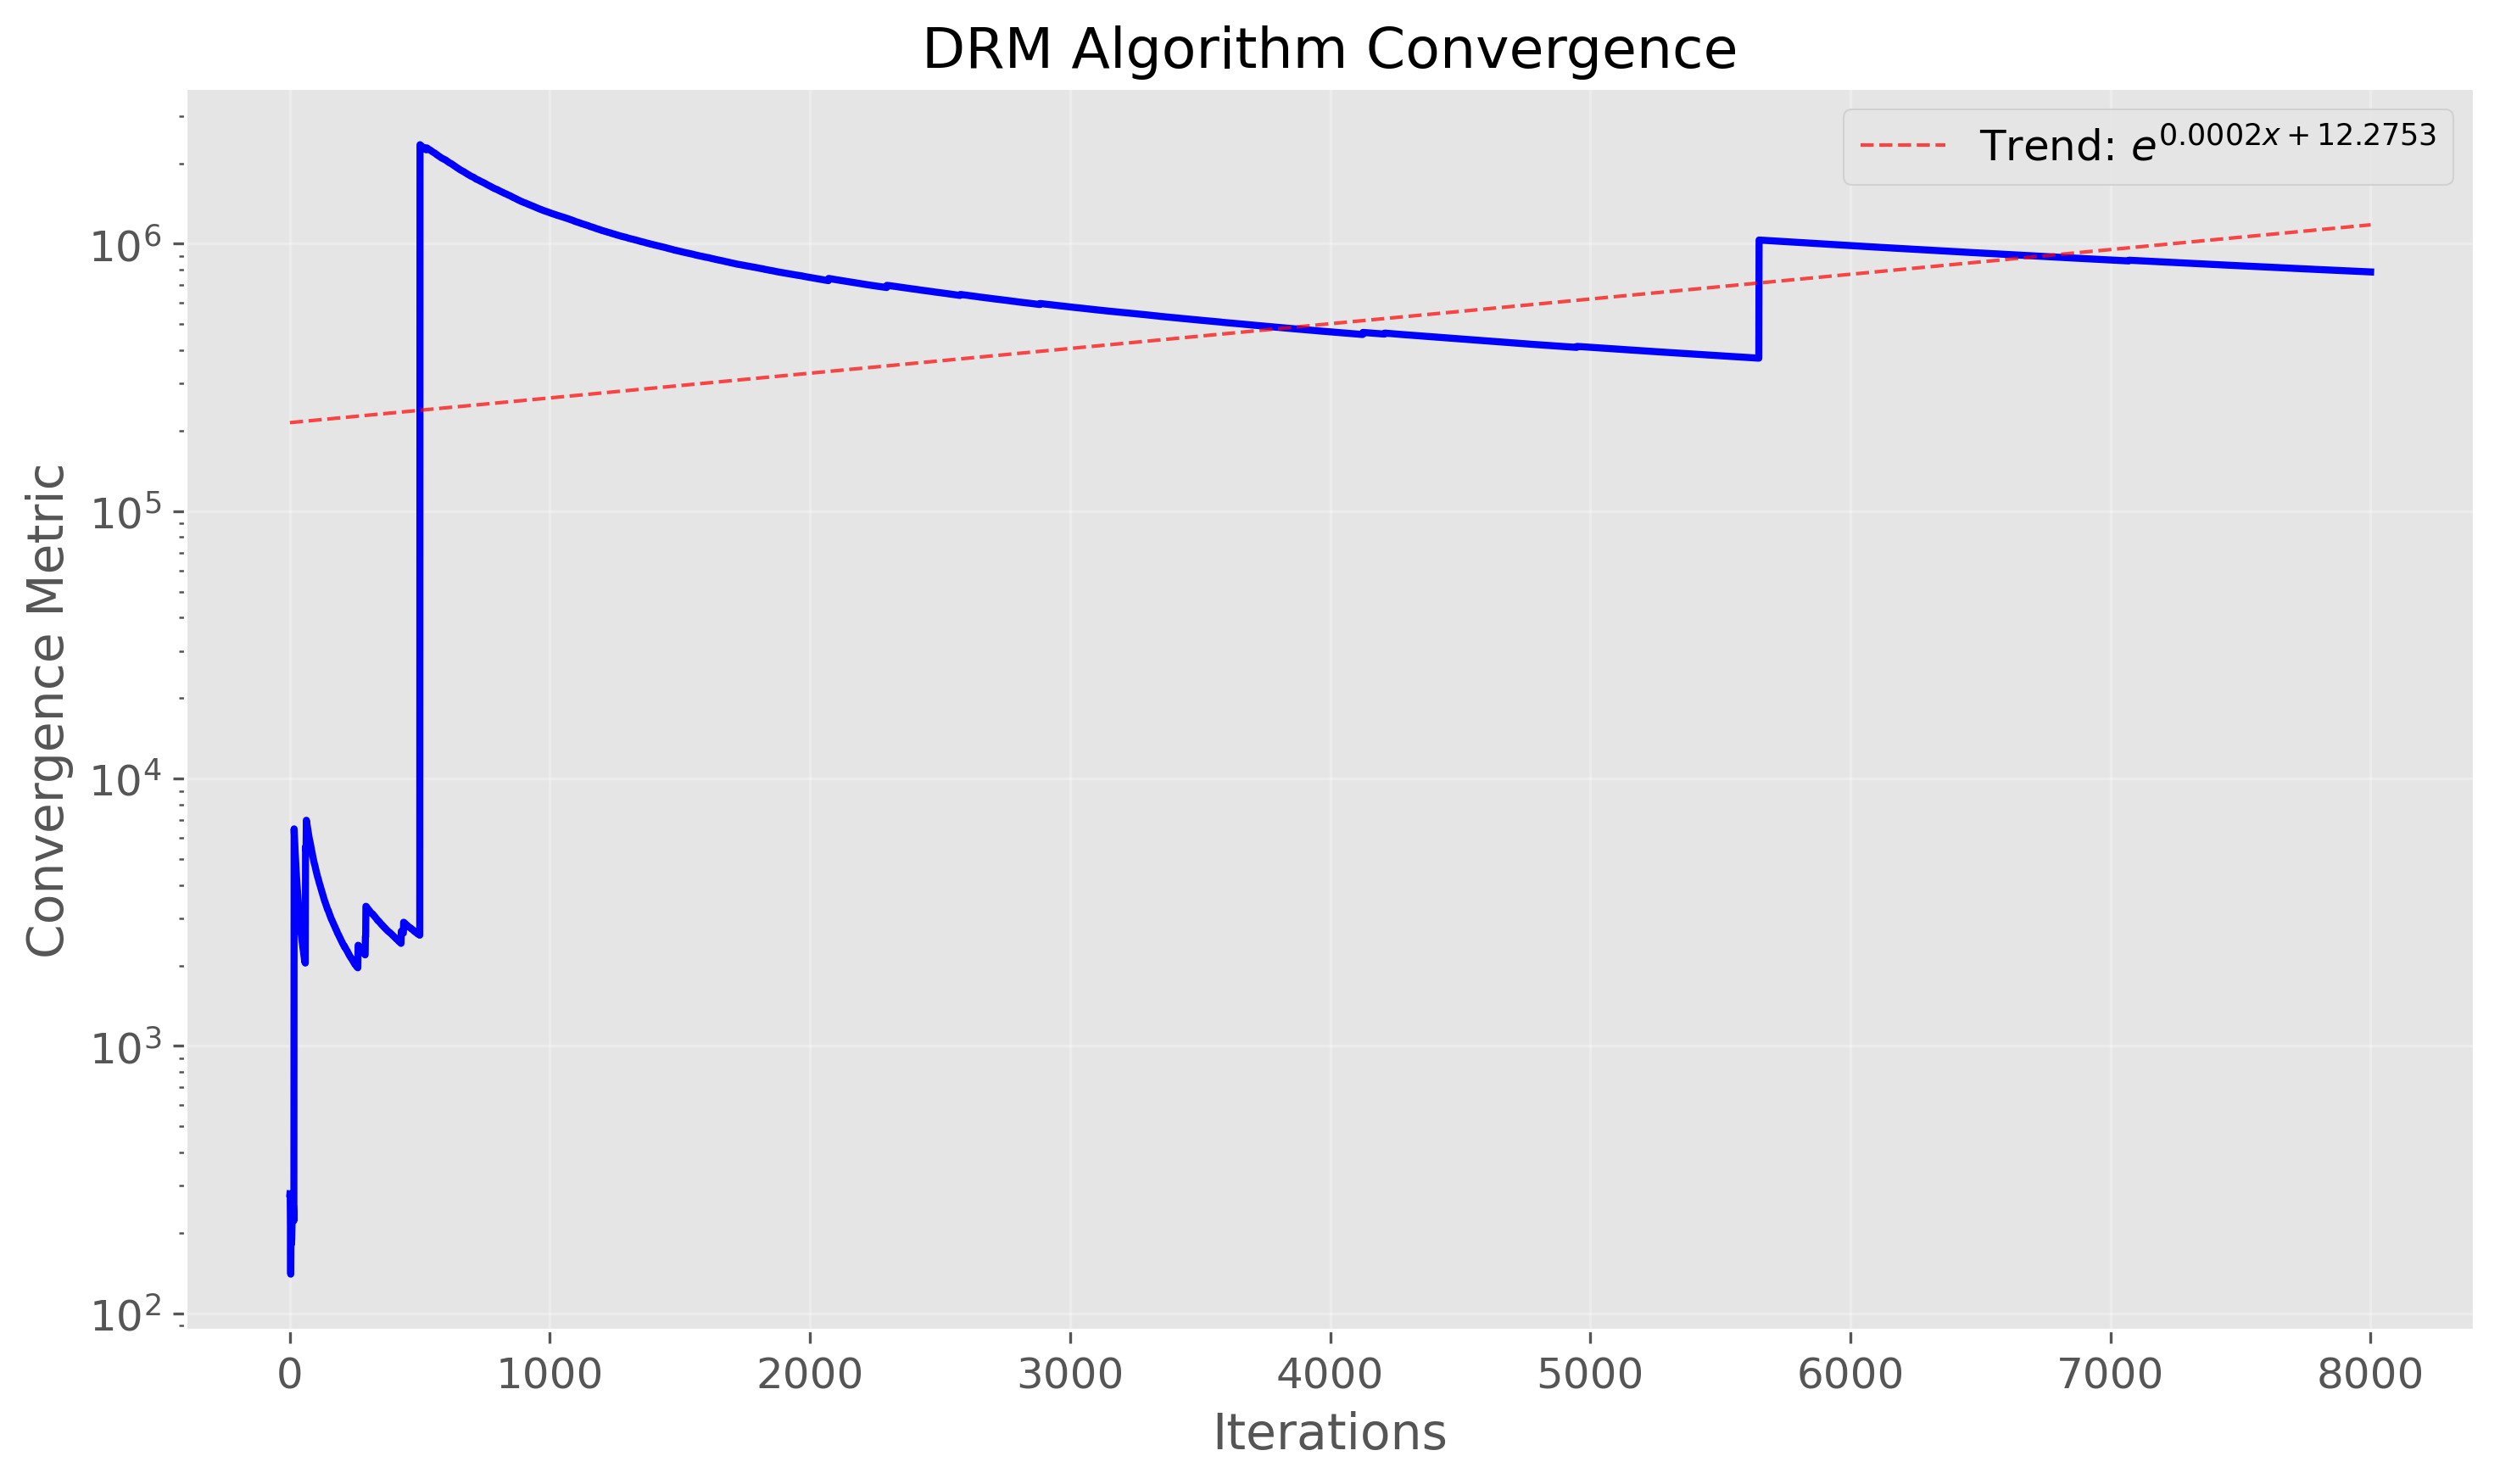 DRM Algorithm Convergence
Trend: e^0.0002x + 12.2753
Convergence Metric
10^6
10^5
10^4
10^3
10^2
0 1000 2000 3000 4000 5000 6000 7000 8000
Iterations